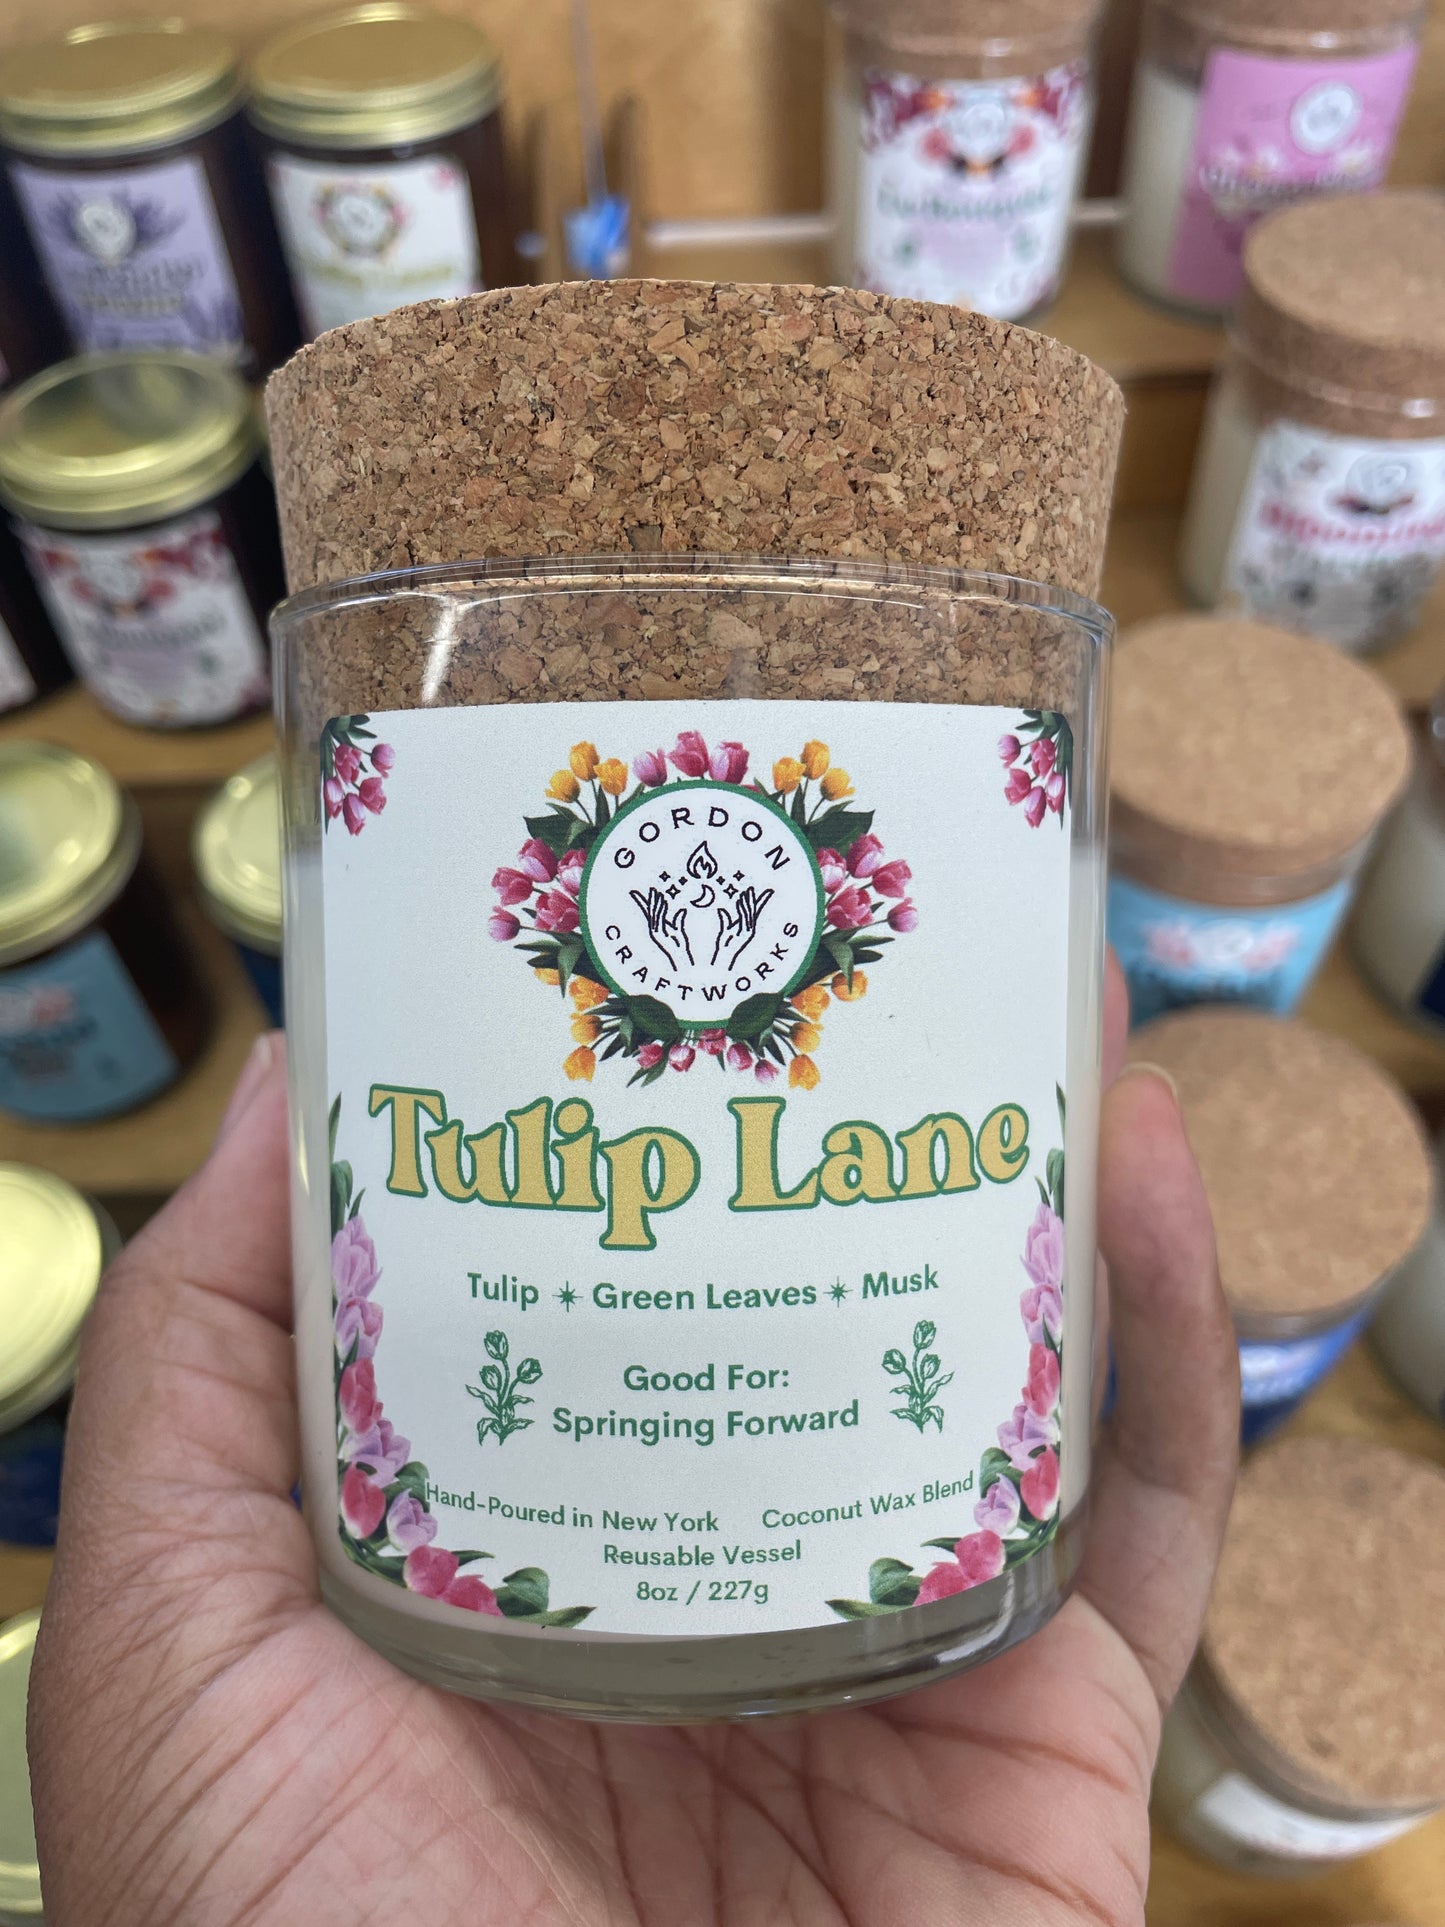 GORDON
CRAFTWORKS
Tulip Lane
Tulip ✴ Green Leaves ✴ Musk
Good For:
Springing Forward
Hand-Poured in New York Coconut Wax Blend
Reusable Vessel
8oz / 227g